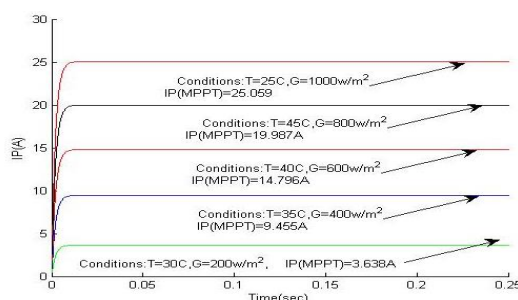 30
25
20
15
10
5
0
IP(A)
Conditions:T=25C,G=1000w/m²
IP(MPPT)=25.059
Conditions:T=45C,G=800w/m²
IP(MPPT)=19.987A
Conditions:T=40C,G=600w/m²
IP(MPPT)=14.796A
Conditions:T=35C,G=400w/m²
IP(MPPT)=9.455A
Conditions:T=30C,G=200w/m², IP(MPPT)=3.638A
0 0.05 0.1 0.15 0.2 0.25
Time(sec)